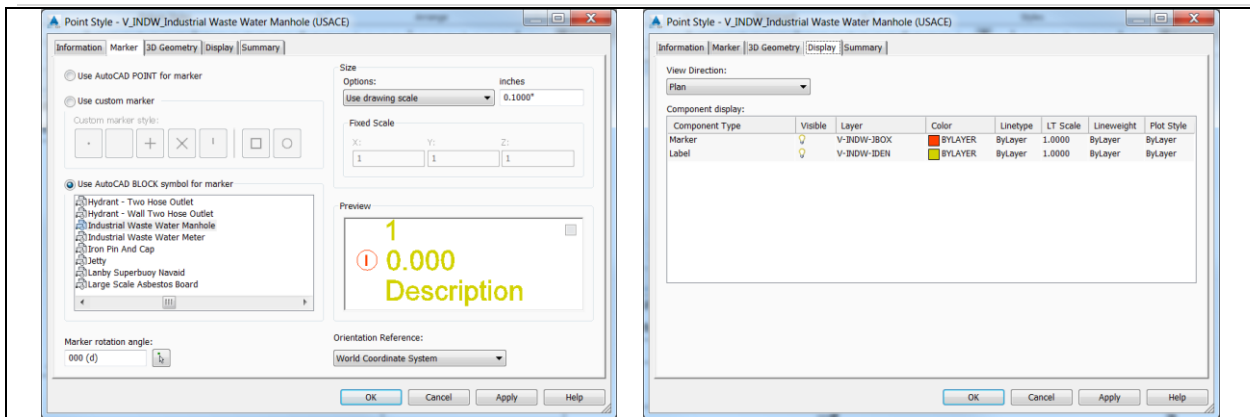 Point Style - V_INDW_Industrial Waste Water Manhole (USACE)
Information Marker 3D Geometry Display Summary
Use AutoCAD POINT for marker
Use custom marker
Custom marker style:
Use AutoCAD BLOCK symbol for marker
Hydrant - Two Hose Outlet
Hydrant - Wall Two Hose Outlet
Industrial Waste Water Manhole
Industrial Waste Water Meter
Iron Pin And Cap
Jetty
Lanby Superbuoy Navaid
Large Scale Asbestos Board
Marker rotation angle:
000 (d)
Size
Options: inches
Use drawing scale 0.1000"
Fixed Scale
X: Y: Z:
1 1 1
Preview
1
I 0.000
Description
Orientation Reference:
World Coordinate System
OK Cancel Apply Help
Point Style - V_INDW_Industrial Waste Water Manhole (USACE)
Information Marker 3D Geometry Display Summary
View Direction:
Plan
Component display:
Component Type Visible Layer Color Linetype LT Scale Lineweight Plot Style
Marker V-INDW-JBOX BYLAYER ByLayer 1.0000 ByLayer ByLayer
Label V-INDW-IDEN BYLAYER ByLayer 1.0000 ByLayer ByLayer
OK Cancel Apply Help